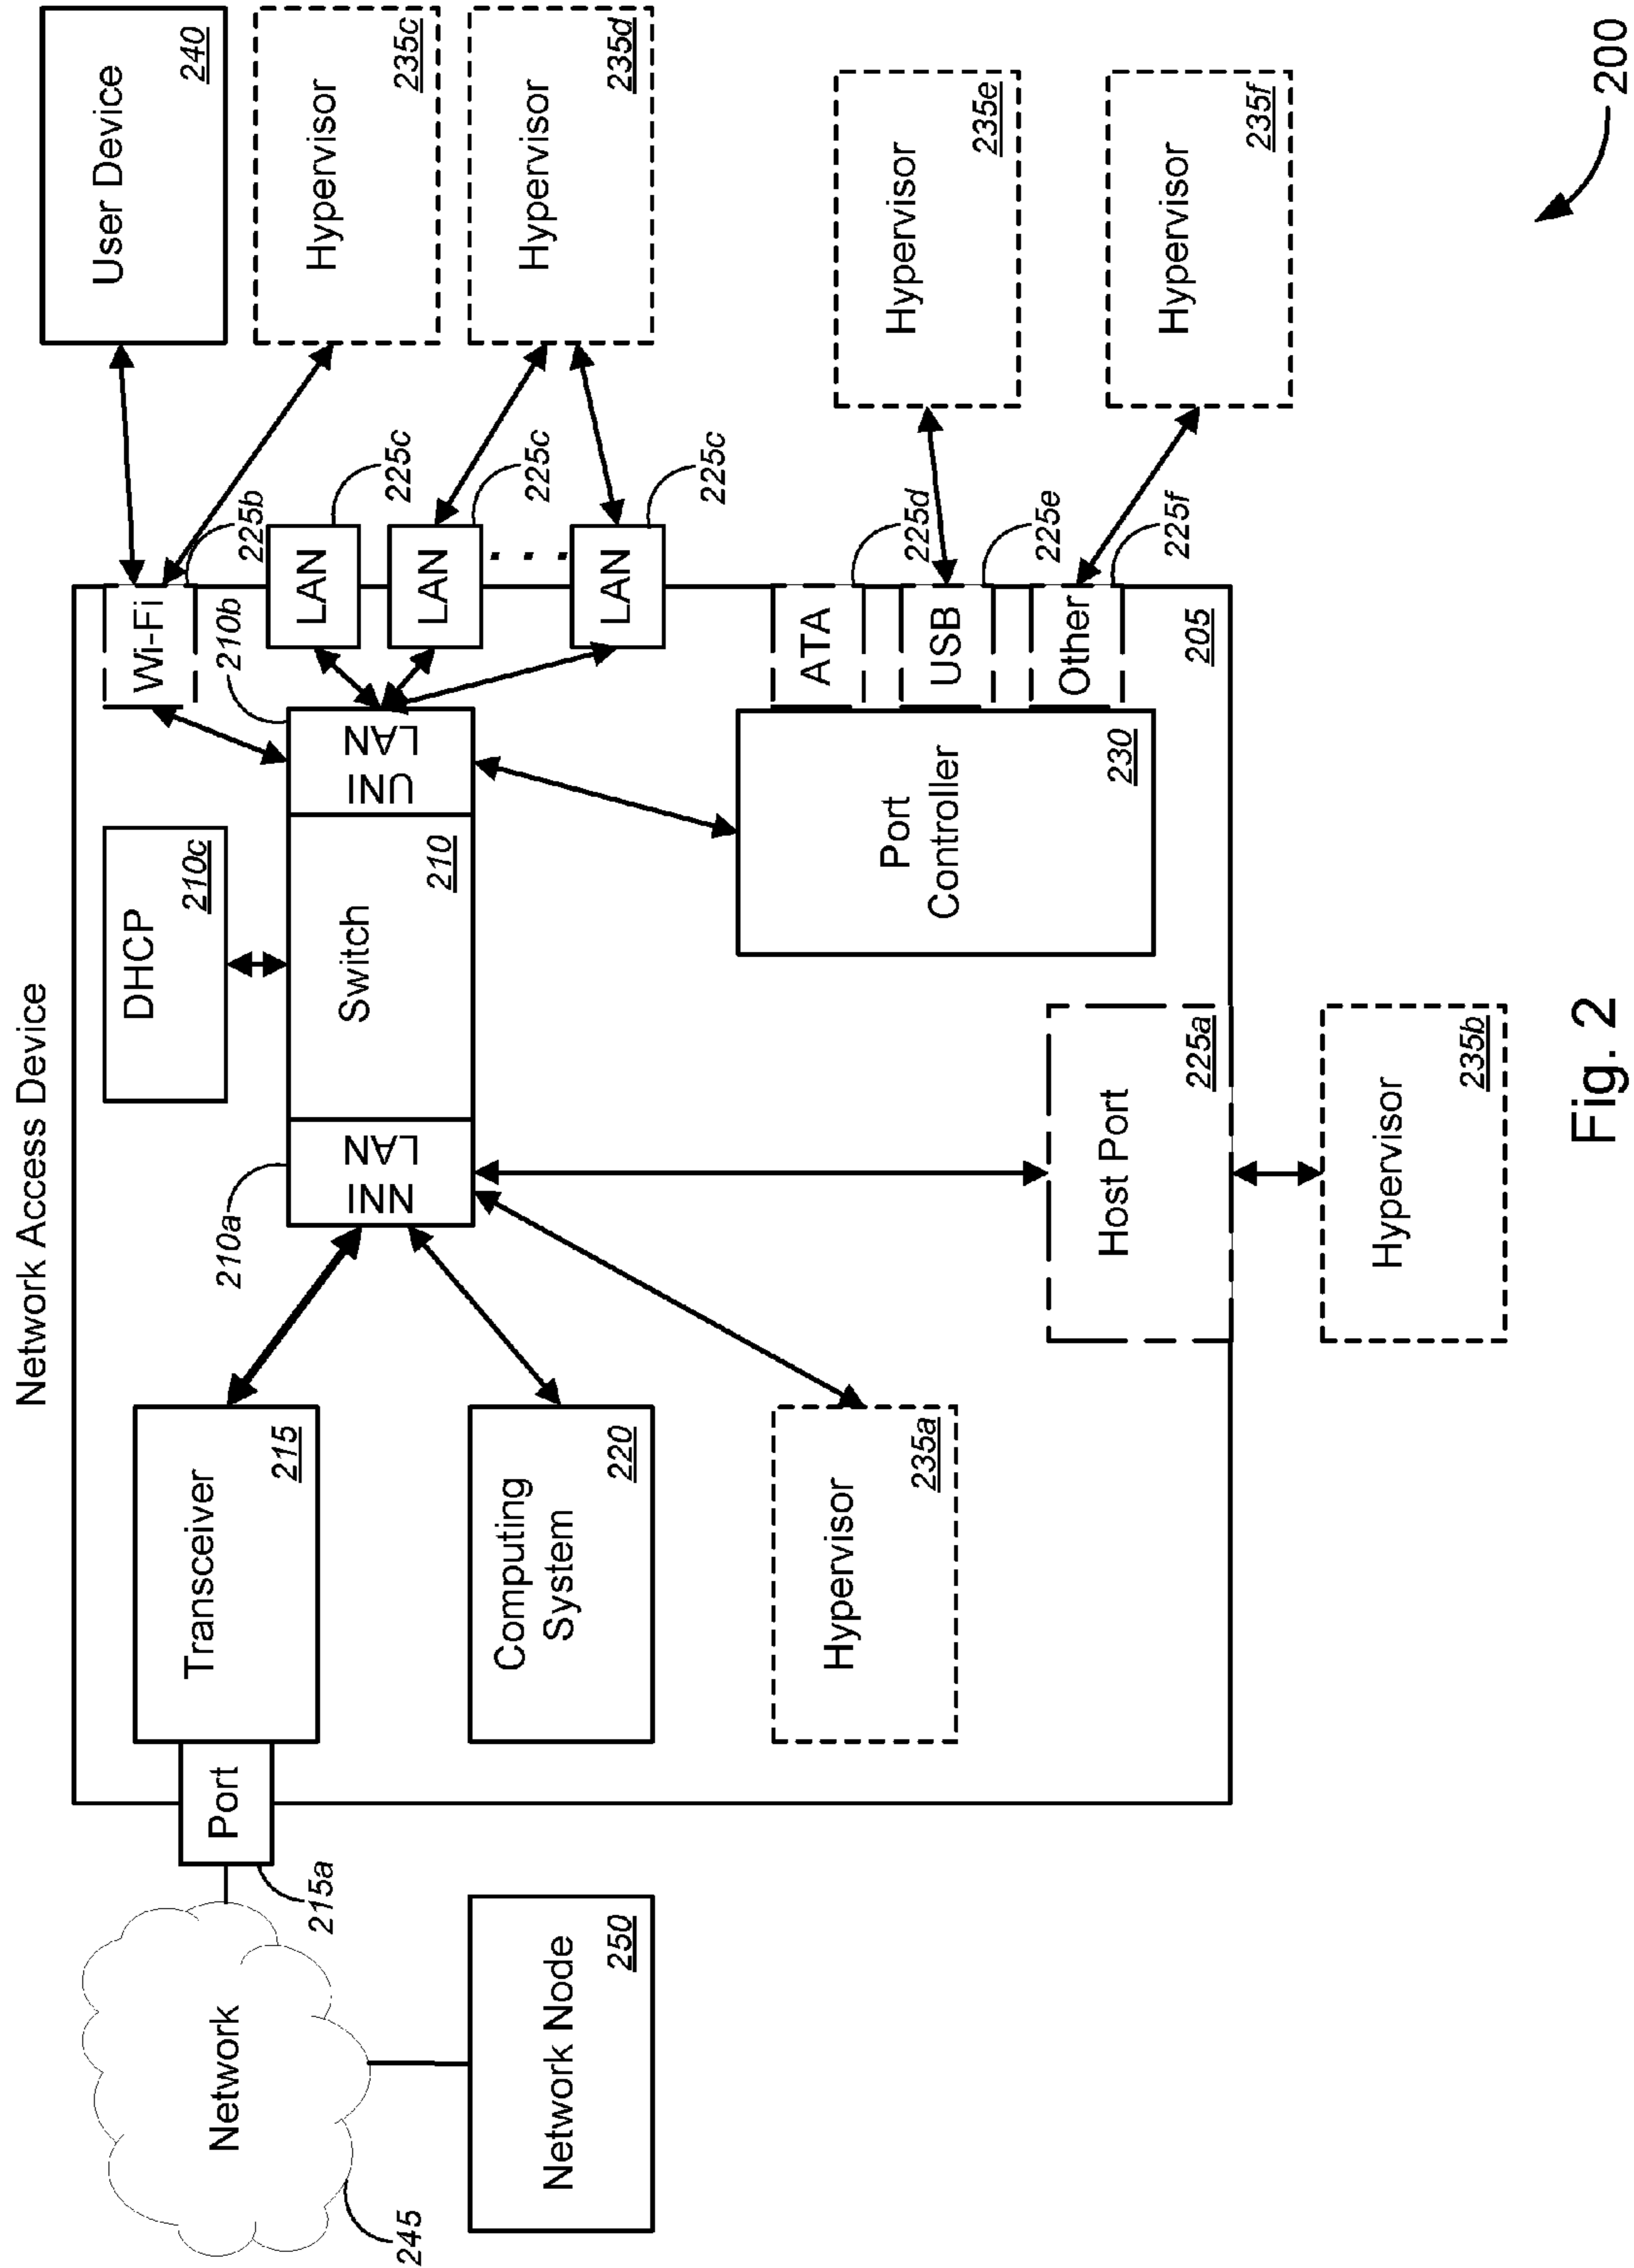 Network Access Device
User Device
240
Hypervisor
235c
Hypervisor
235d
Hypervisor
235e
Hypervisor
235f
Wi-Fi
225b
LAN
225c
LAN
225c
. . .
LAN
225c
ATA
225d
USB
225e
Other
225f
205
DHCP
210c
210b
UNI
LAN
Switch
210
NNI
LAN
210a
Port
Controller
230
Transceiver
215
Port
215a
Computing
System
220
Hypervisor
235a
Host Port
225a
Hypervisor
235b
Network
245
Network Node
250
200
Fig. 2